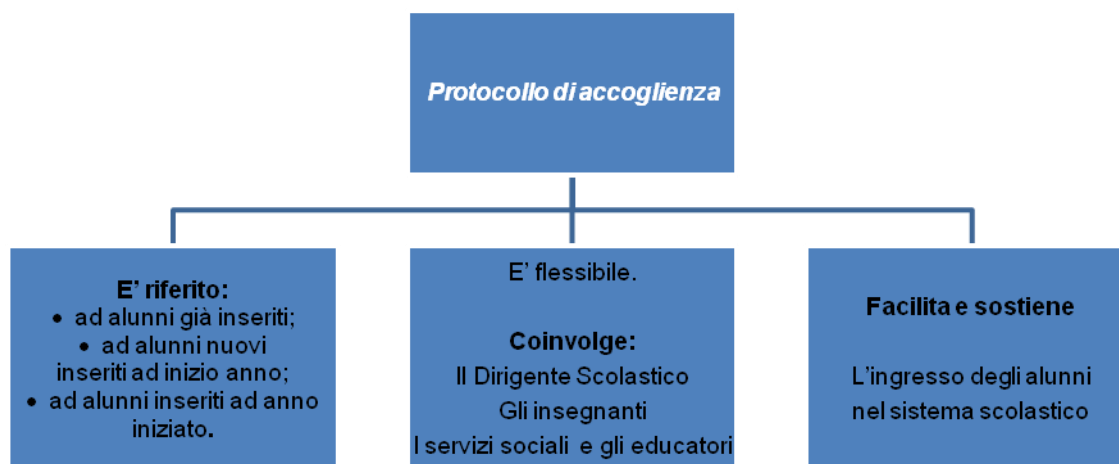 Protocollo di accoglienza
E' riferito:
• ad alunni già inseriti;
• ad alunni nuovi
inseriti ad inizio anno;
• ad alunni inseriti ad anno
iniziato.
E' flessibile.
Coinvolge:
Il Dirigente Scolastico
Gli insegnanti
I servizi sociali e gli educatori
Facilita e sostiene
L'ingresso degli alunni
nel sistema scolastico